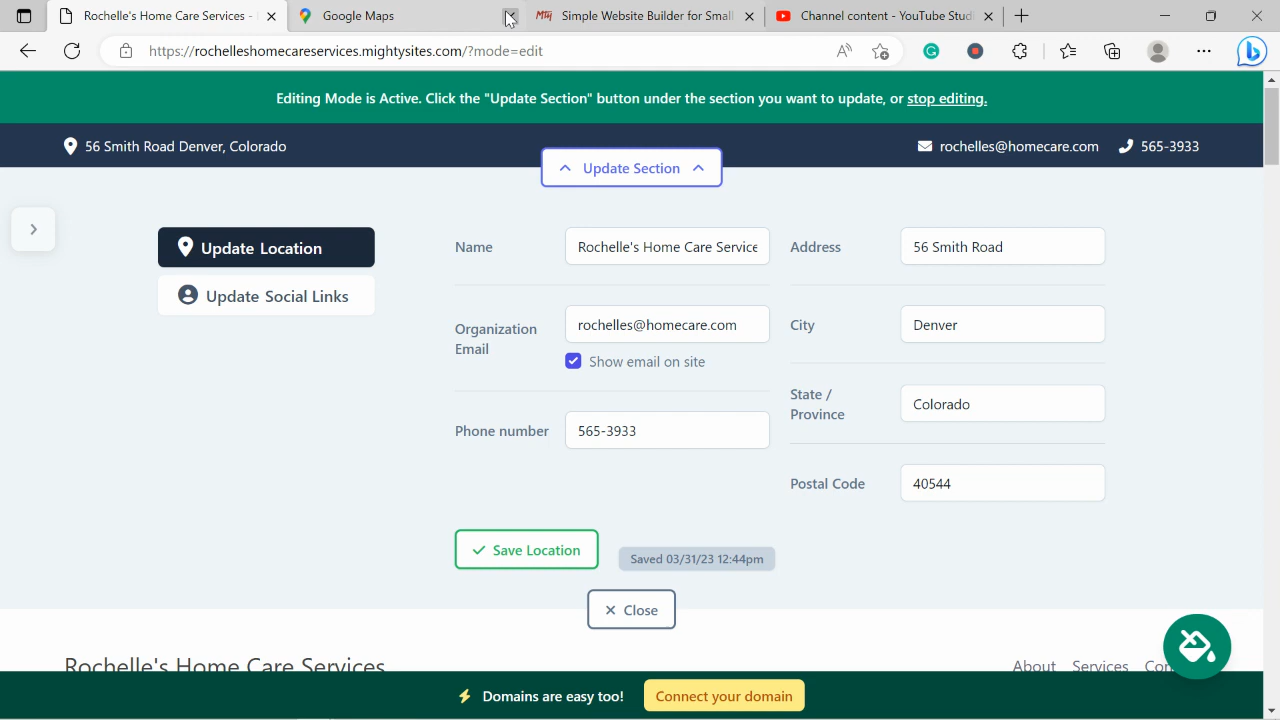 Rochelle's Home Care Services -
Google Maps
MTY Simple Website Builder for Small
Channel content - YouTube Stud
https://rochelleshomecareservices.mightysites.com/?mode=edit
Editing Mode is Active. Click the "Update Section" button under the section you want to update, or stop editing.
56 Smith Road Denver, Colorado
rochelles@homecare.com
565-3933
Update Section
Update Location
Update Social Links
Name
Rochelle's Home Care Service
Address
56 Smith Road
Organization
Email
rochelles@homecare.com
Show email on site
City
Denver
State /
Province
Colorado
Phone number
565-3933
Postal Code
40544
Save Location
Saved 03/31/23 12:44pm
Close
Rochelle's Home Care Services
About Services Con
Domains are easy too!
Connect your domain